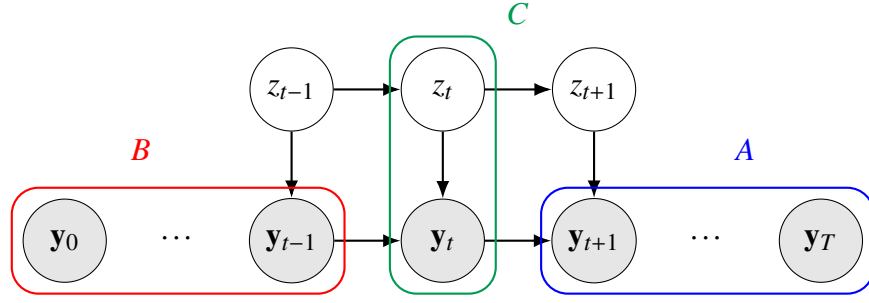 C
z_{t−1} z_t z_{t+1}
B A
y_0 ⋯ y_{t−1} y_t y_{t+1} ⋯ y_T